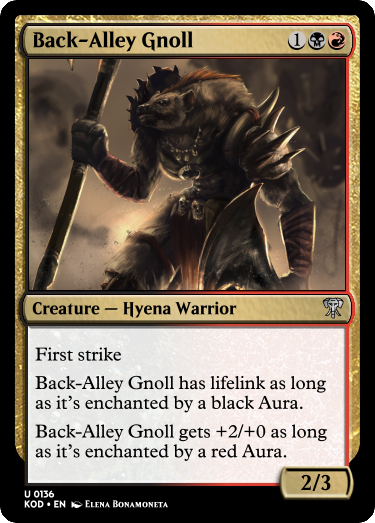 Back-Alley Gnoll 1
Creature — Hyena Warrior
First strike
Back-Alley Gnoll has lifelink as long
as it's enchanted by a black Aura.
Back-Alley Gnoll gets +2/+0 as long
as it's enchanted by a red Aura.
2/3
U 0136
KOD • EN Elena Bonamoneta